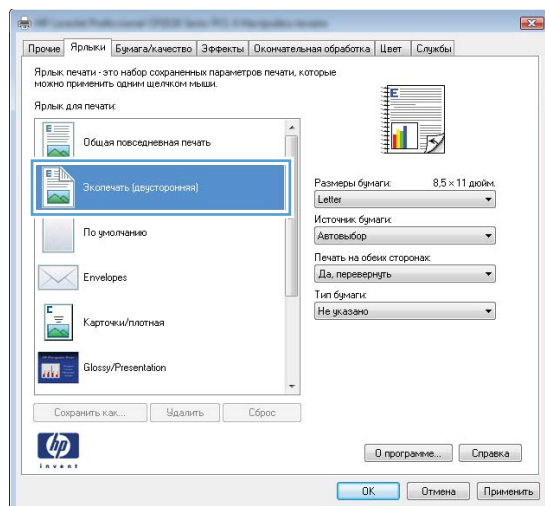 Прочие Ярлыки Бумага/качество Эффекты Окончательная обработка Цвет Службы
Ярлык печати - это набор сохраненных параметров печати, которые
можно применить одним щелчком мыши.
Ярлык для печати:
Общая повседневная печать
Экопечать (двусторонняя)
По умолчанию
Envelopes
Карточки/плотная
Glossy/Presentation
Размеры бумаги: 8,5 × 11 дюйм.
Letter
Источник бумаги:
Автовыбор
Печать на обеих сторонах:
Да, перевернуть
Тип бумаги:
Не указано
Сохранить как... Удалить Сброс
hp
invent
О программе... Справка
OK Отмена Применить